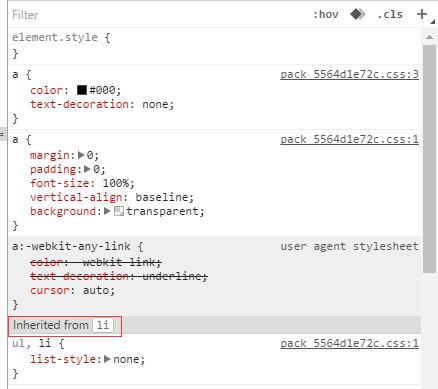 Filter :hov .cls +
element.style {
}
a { pack_5564d1e72c.css:3
color: #000;
text-decoration: none;
}
a { pack_5564d1e72c.css:1
margin: 0;
padding: 0;
font-size: 100%;
vertical-align: baseline;
background: transparent;
}
a:-webkit-any-link { user agent stylesheet
color: -webkit-link;
text-decoration: underline;
cursor: auto;
}
Inherited from li
ul, li { pack_5564d1e72c.css:1
list-style: none;
}